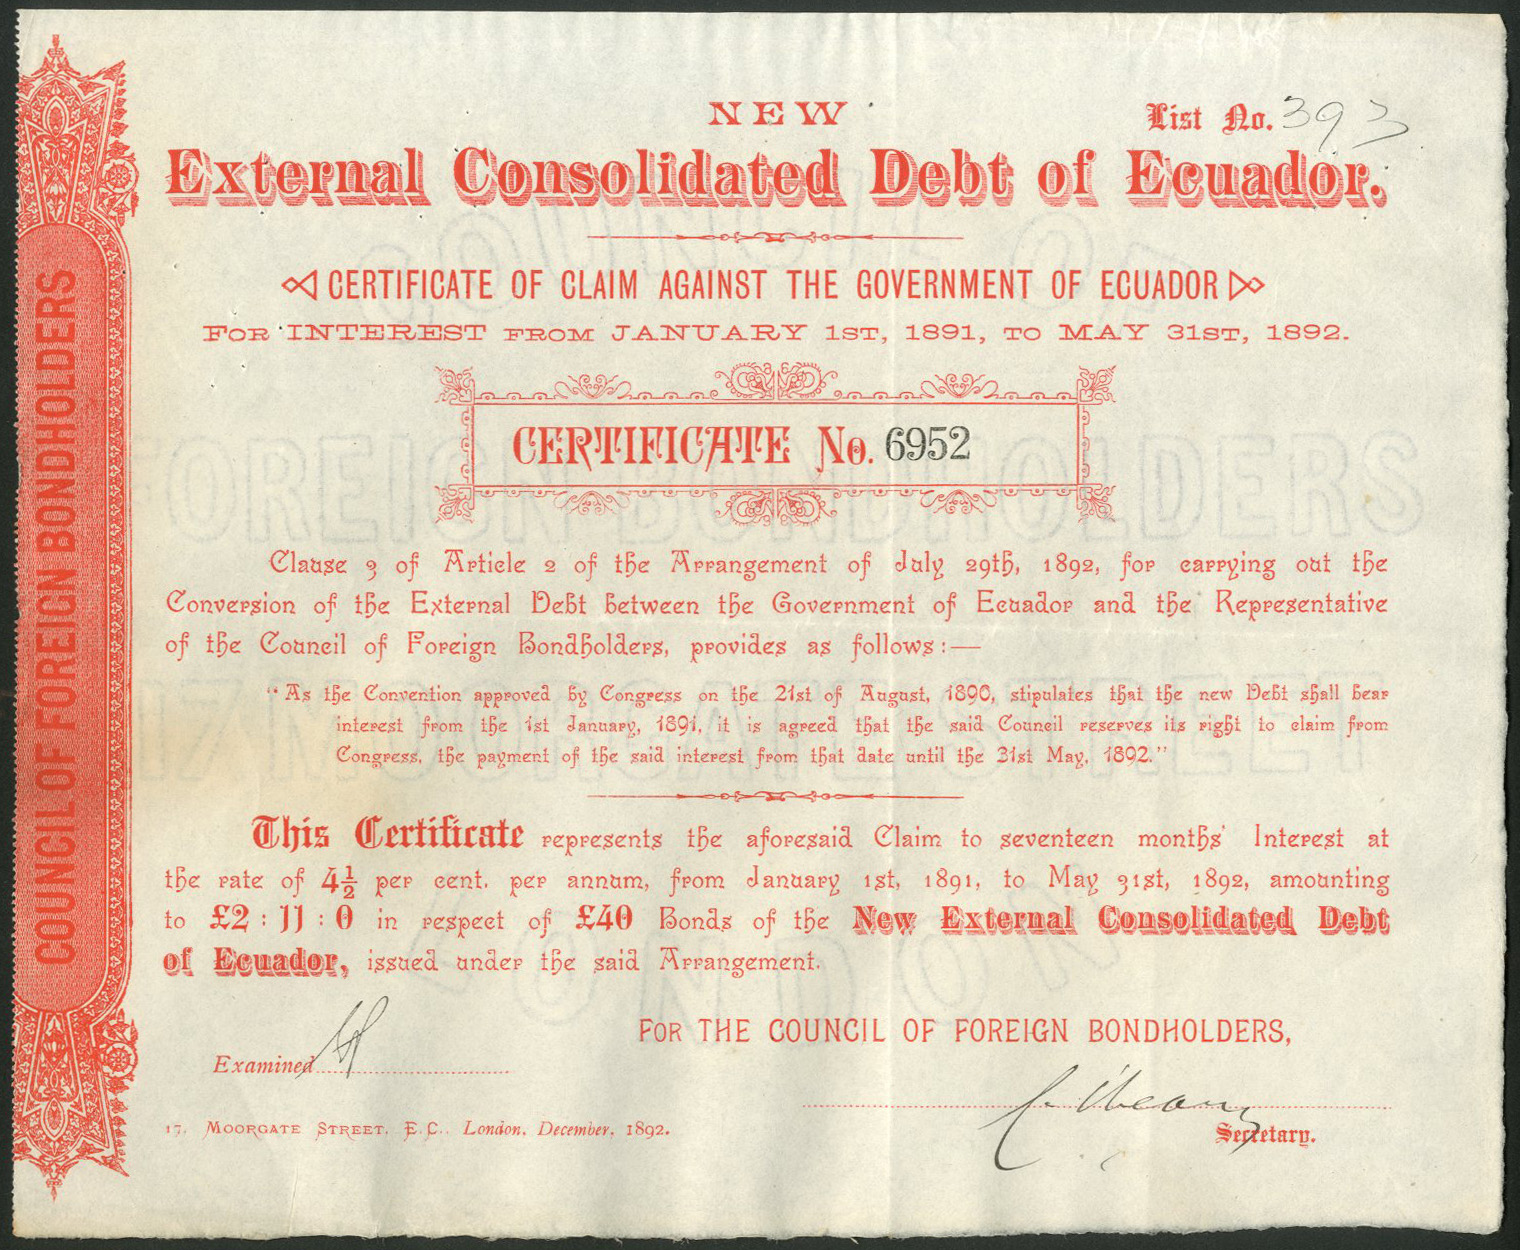 NEW
List No. 393
External Consolidated Debt of Ecuador.
CERTIFICATE OF CLAIM AGAINST THE GOVERNMENT OF ECUADOR
FOR INTEREST FROM JANUARY 1ST, 1891, TO MAY 31ST, 1892.
CERTIFICATE No. 6952
Clause 3 of Article 2 of the Arrangement of July 29th, 1892, for carrying out the
Conversion of the External Debt between the Government of Ecuador and the Representative
of the Council of Foreign Bondholders, provides as follows:—
"As the Convention approved by Congress on the 21st of August, 1890, stipulates that the new Debt shall bear
interest from the 1st January, 1891, it is agreed that the said Council reserves its right to claim from
Congress, the payment of the said interest from that date until the 31st May, 1892."
This Certificate represents the aforesaid Claim to seventeen months' Interest at
the rate of 4½ per cent. per annum, from January 1st, 1891, to May 31st, 1892, amounting
to £2 : 11 : 0 in respect of £40 Bonds of the New External Consolidated Debt
of Ecuador, issued under the said Arrangement.
FOR THE COUNCIL OF FOREIGN BONDHOLDERS,
Examined
Secretary.
17, MOORGATE STREET, E.C., London, December, 1892.
COUNCIL OF FOREIGN BONDHOLDERS
COUNCIL OF
FOREIGN BONDHOLDERS
17 MOORGATE STREET
LONDON